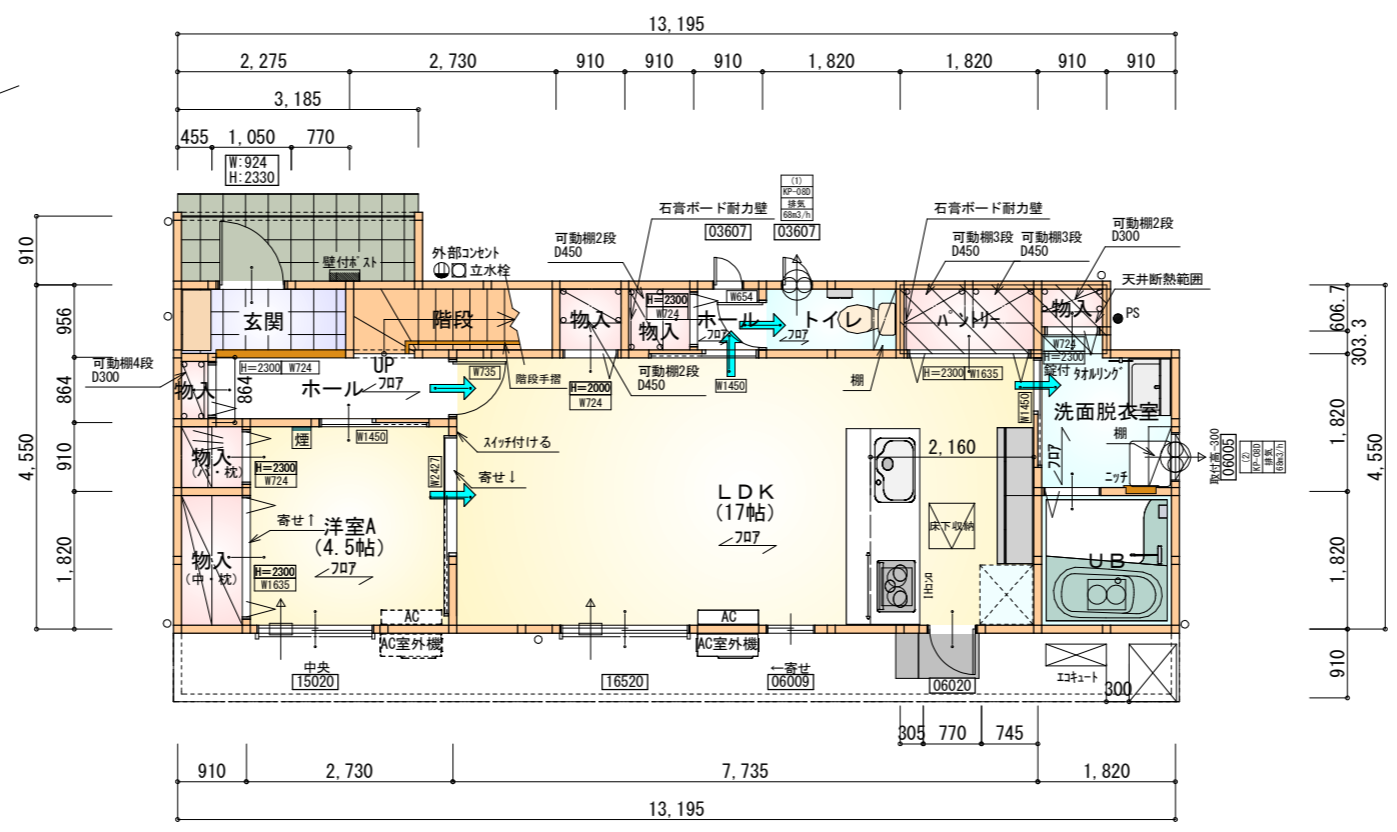 13,195
2,275
2,730
910
910
910
1,820
1,820
910
910
3,185
455
1,050
770
W:924
H:2330
(1)
KP-08D
排気
68m3/h
石膏ボード耐力壁
03607
03607
石膏ボード耐力壁
可動棚2段
D300
外部コンセント
立水栓
可動棚2段
D450
可動棚3段
D450
可動棚3段
D450
天井断熱範囲
壁付ポスト
PS
910
956
864
910
1,820
4,550
606.7
303.3
1,820
1,820
910
4,550
玄関
階段
物入
H=2300
W724
物入
W654
ホール
フロア
トイレ
フロア
パントリー
物入
W724
H=2300
錠付
タオルリング
可動棚4段
D300
物入
864
H=2300
W724
UP
ホール
フロア
W735
階段手摺
H=2000
W724
可動棚2段
D450
W1450
棚
H=2300
W1635
W1450
洗面脱衣室
棚
フロア
ニッチ
取付高-300
06005
(2)
KP-08D
排気
68m3/h
煙
W1450
スイッチ付ける
寄せ↓
W2427
物入
(ハ・枕)
H=2300
W724
寄せ↑
洋室A
(4.5帖)
フロア
物入
(中・枕)
H=2300
W1635
LDK
(17帖)
フロア
2,160
床下収納
IHコンロ
UB
AC
AC室外機
AC
AC室外機
中央
15020
16520
←寄せ
06009
06020
エコキュート
300
305
770
745
910
2,730
7,735
1,820
13,195